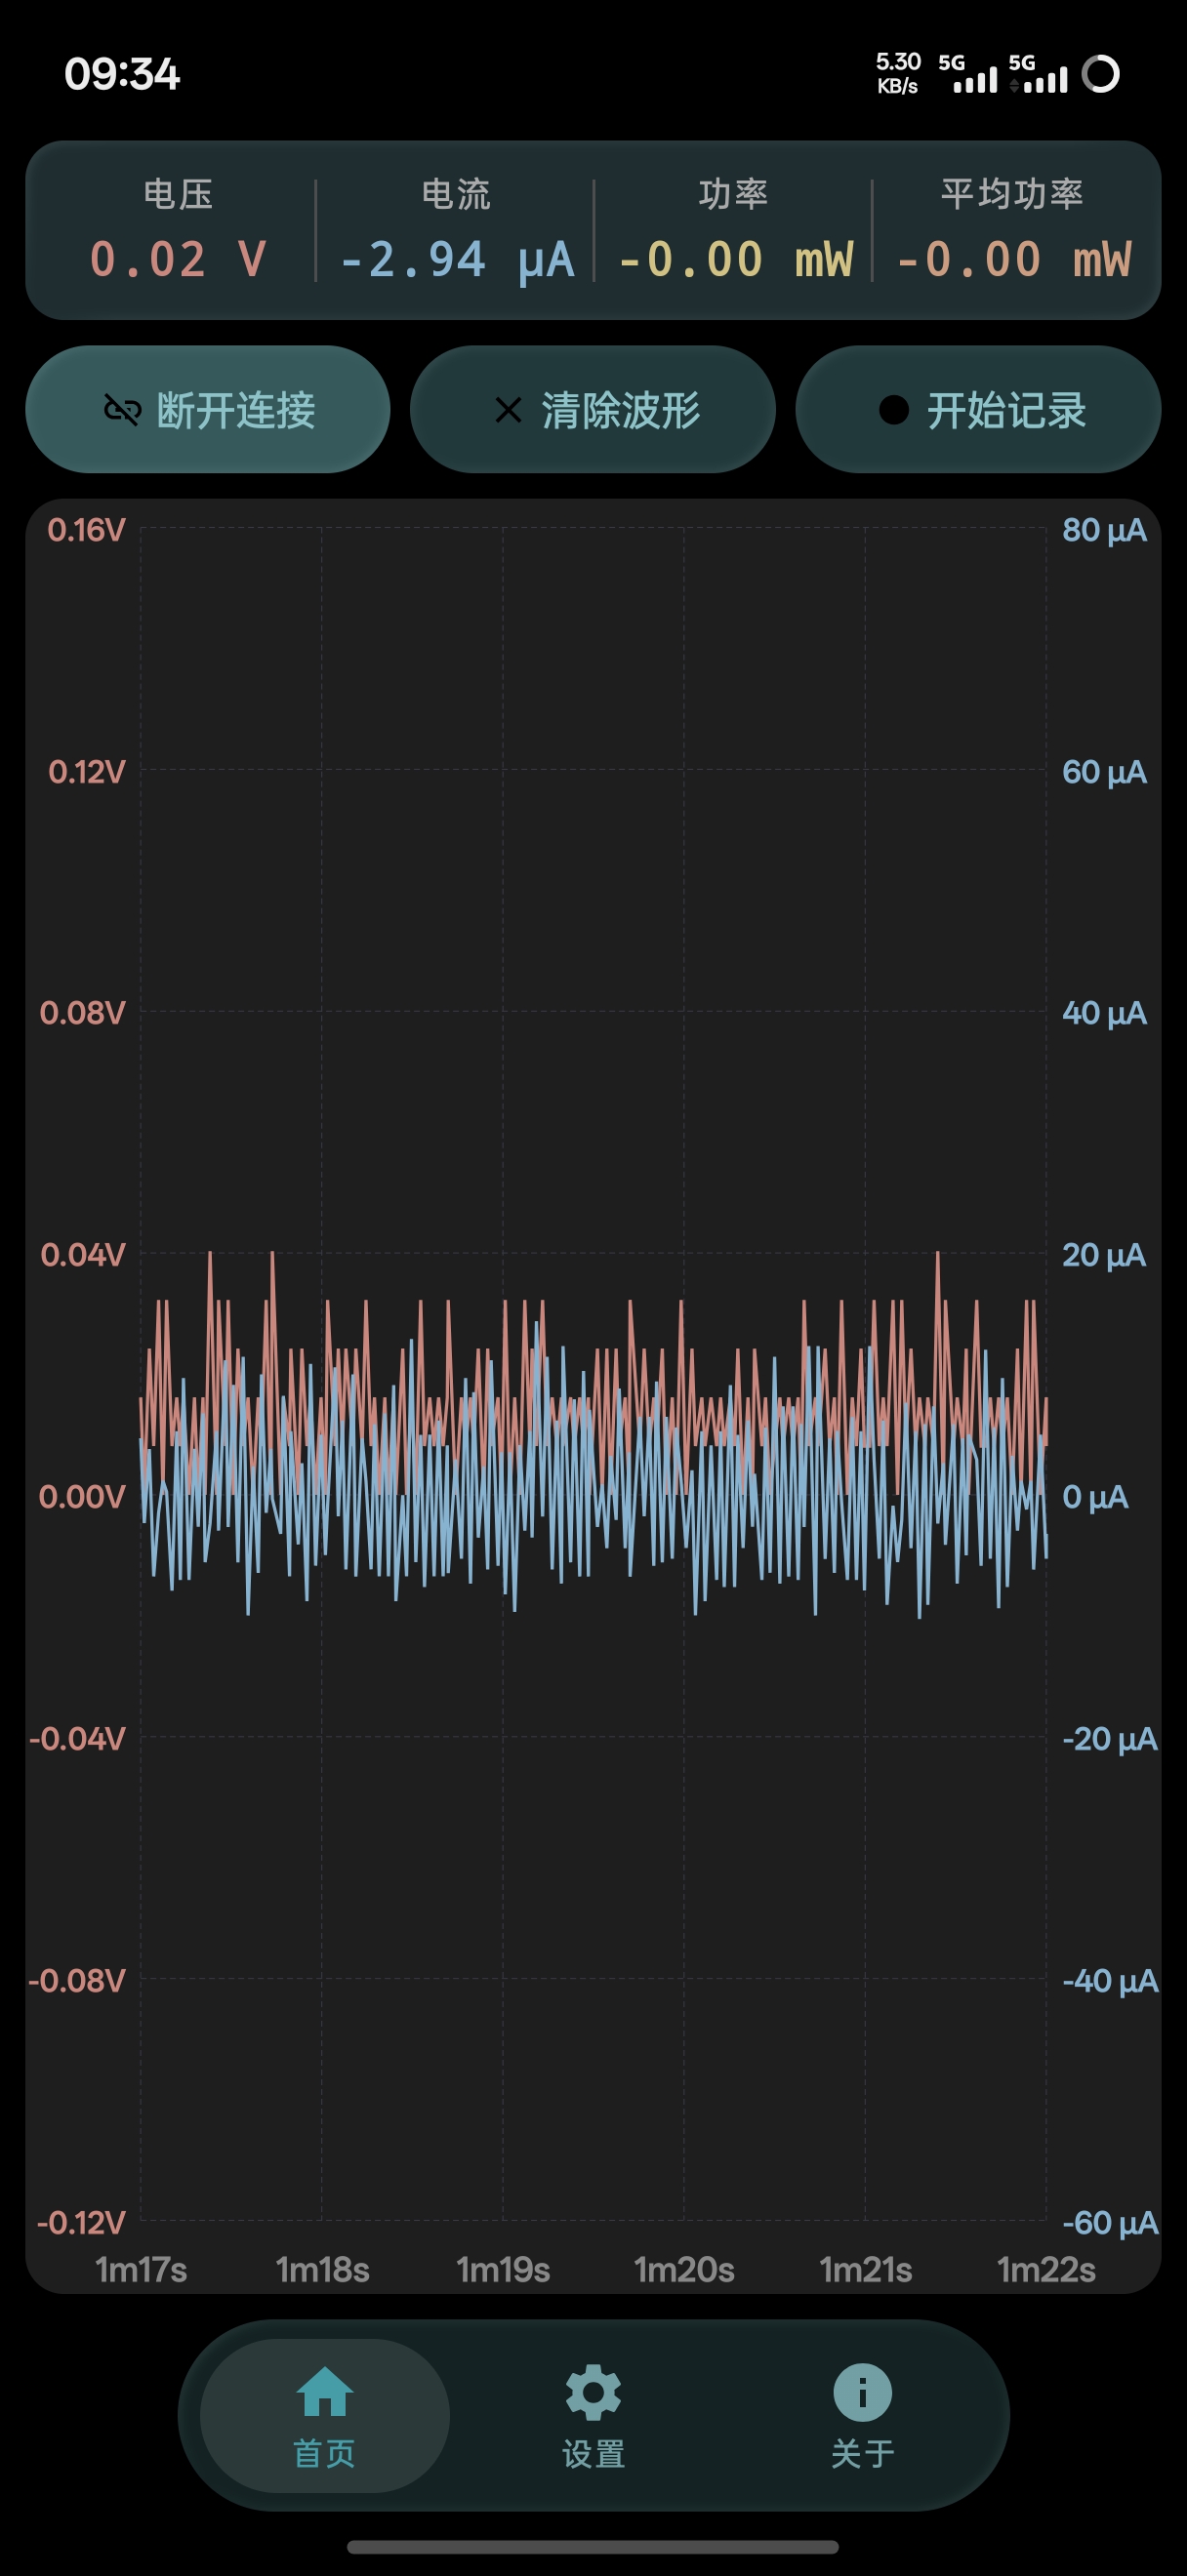 09:34
5.30 KB/s 5G 5G
电压 电流 功率 平均功率
0.02 V -2.94 µA -0.00 mW -0.00 mW
断开连接 清除波形 开始记录
0.16V 80 µA
0.12V 60 µA
0.08V 40 µA
0.04V 20 µA
0.00V 0 µA
-0.04V -20 µA
-0.08V -40 µA
-0.12V -60 µA
1m17s 1m18s 1m19s 1m20s 1m21s 1m22s
首页 设置 关于